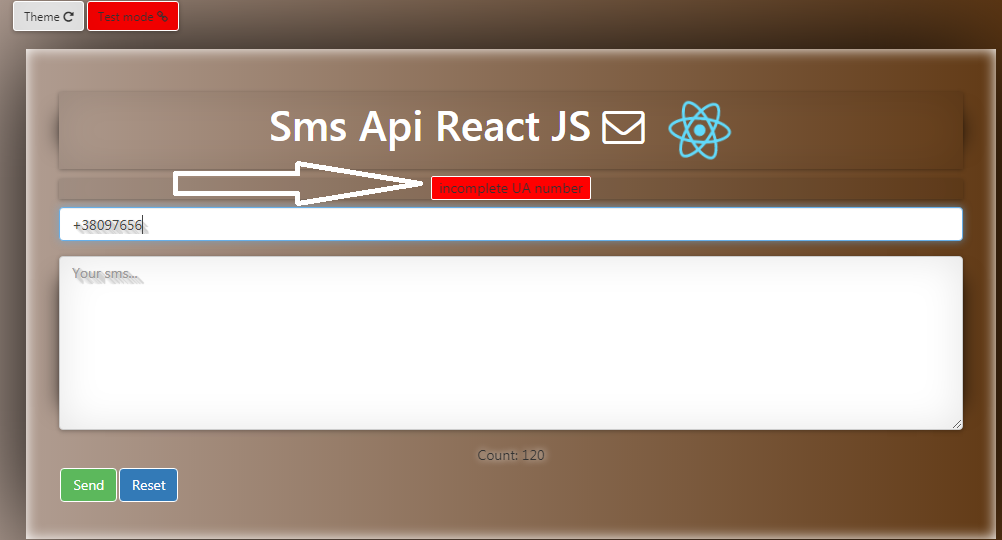 Theme
Test mode
Sms Api React JS
incomplete UA number
+38097656
Your sms...
Count: 120
Send
Reset